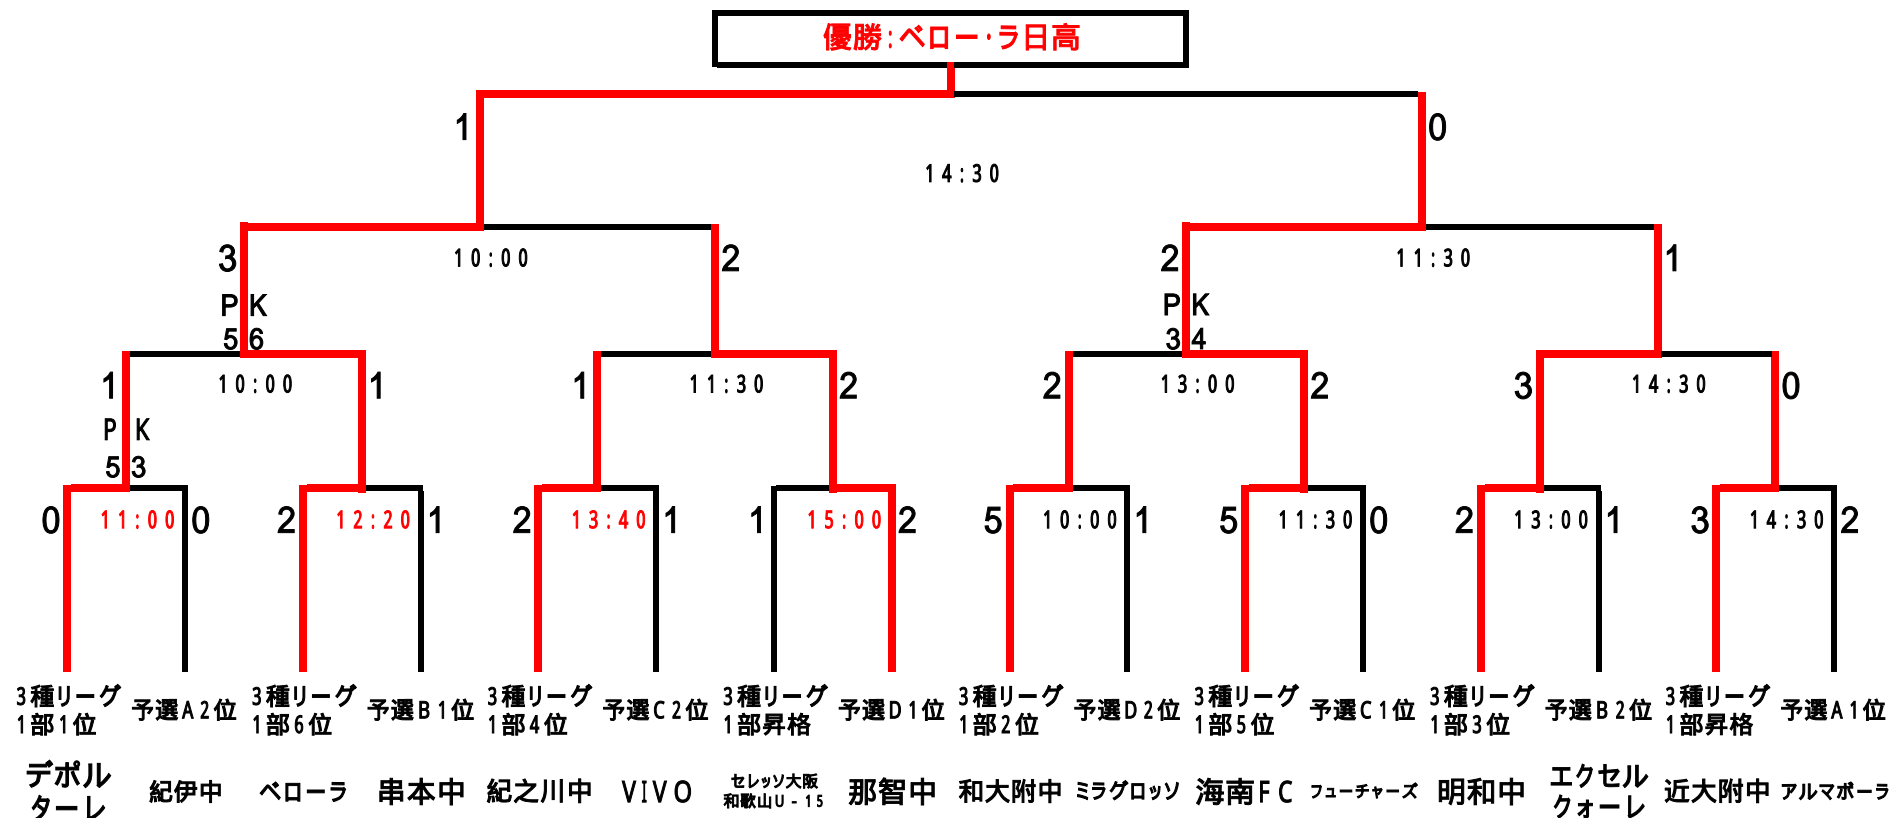 優勝:ベロー・ラ日高
1 0
14:30
3 10:00 2 2 11:30 1
PK PK
5 6 3 4
1 10:00 1 1 11:30 2 2 13:00 2 3 14:30 0
PK
5 3
0 11:00 0 2 12:20 1 2 13:40 1 1 15:00 2 5 10:00 1 5 11:30 0 2 13:00 1 3 14:30 2
3種リーグ 3種リーグ 3種リーグ 3種リーグ 3種リーグ 3種リーグ 3種リーグ 3種リーグ
予選A2位 予選B1位 予選C2位 予選D1位 予選D2位 予選C1位 予選B2位 予選A1位
1部1位 1部6位 1部4位 1部昇格 1部2位 1部5位 1部3位 1部昇格
デポル セレッソ大阪 エクセル
紀伊中 ベローラ 串本中 紀之川中 VIVO 那智中 和大附中 ミラグロッソ 海南FC フューチャーズ 明和中 近大附中 アルマボーラ
ターレ 和歌山U-15 クォーレ